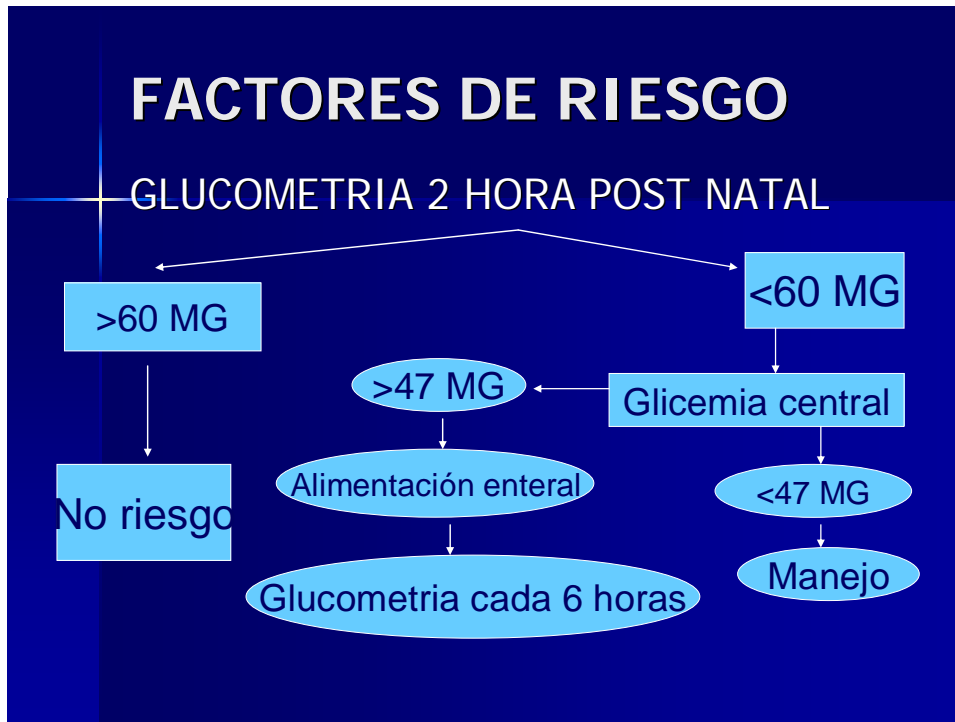 FACTORES DE RIESGO
GLUCOMETRIA 2 HORA POST NATAL
>60 MG
<60 MG
>47 MG
Glicemia central
Alimentación enteral
<47 MG
No riesgo
Manejo
Glucometria cada 6 horas